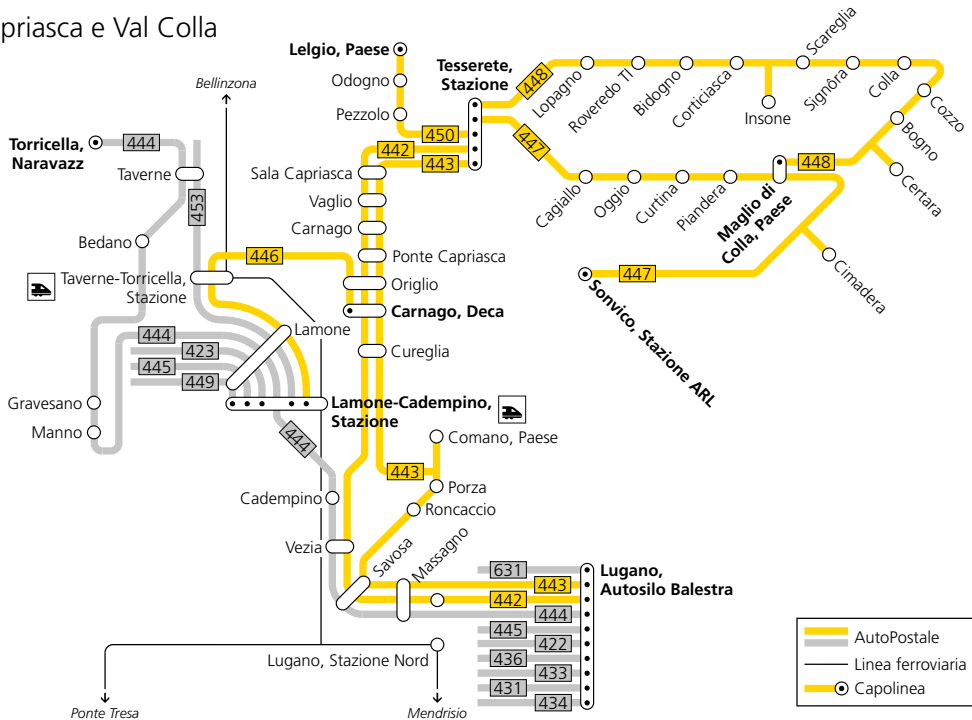 priasca e Val Colla
Lelgio, Paese
Odogno
Pezzolo
Bellinzona
Tesserete,
Stazione
448
Lopagno
Roveredo TI
Bidogno
Corticiasca
Insone
Scareglia
Signôra
Colla
Cozzo
Bogno
Certara
448
Torricella,
Naravazz
444
Taverne
453
450
442
443
447
Sala Capriasca
Vaglio
Carnago
Ponte Capriasca
Origlio
Carnago, Deca
Cureglia
Cagiallo
Oggio
Curtina
Piandera
Maglio di
Colla, Paese
Cimadera
447
Sonvico, Stazione ARL
Bedano
446
Taverne-Torricella,
Stazione
Lamone
444
423
445
449
Gravesano
Manno
Lamone-Cadempino,
Stazione
444
Comano, Paese
443
Porza
Roncaccio
Cadempino
Vezia
Savosa
Massagno
631
443
442
444
445
422
436
433
431
434
Lugano,
Autosilo Balestra
Lugano, Stazione Nord
Ponte Tresa
Mendrisio
AutoPostale
Linea ferroviaria
Capolinea